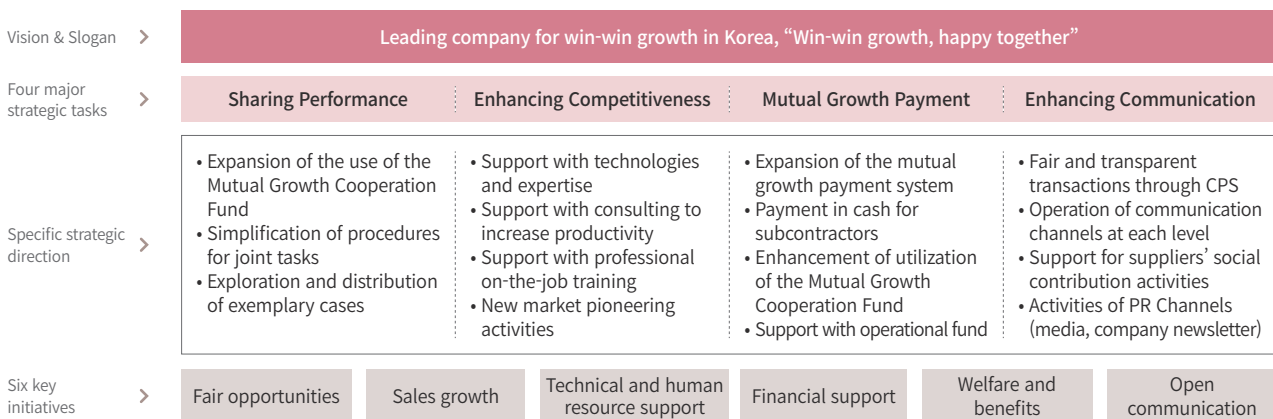 Vision & Slogan
Leading company for win-win growth in Korea, “Win-win growth, happy together”
Four major
strategic tasks
Sharing Performance
Enhancing Competitiveness
Mutual Growth Payment
Enhancing Communication
Specific strategic
direction
• Expansion of the use of the
Mutual Growth Cooperation
Fund
• Simplification of procedures
for joint tasks
• Exploration and distribution
of exemplary cases
• Support with technologies
and expertise
• Support with consulting to
increase productivity
• Support with professional
on-the-job training
• New market pioneering
activities
• Expansion of the mutual
growth payment system
• Payment in cash for
subcontractors
• Enhancement of utilization
of the Mutual Growth
Cooperation Fund
• Support with operational fund
• Fair and transparent
transactions through CPS
• Operation of communication
channels at each level
• Support for suppliers’ social
contribution activities
• Activities of PR Channels
(media, company newsletter)
Six key
initiatives
Fair opportunities
Sales growth
Technical and human
resource support
Financial support
Welfare and
benefits
Open
communication